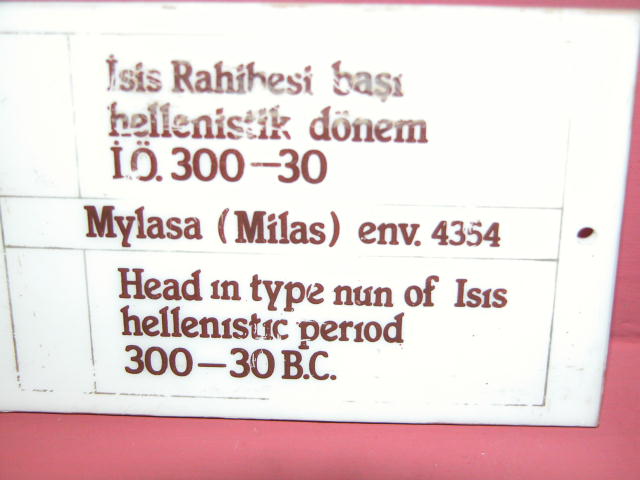 İsis Rahibesi başı
hellenistik dönem
İ.Ö. 300-30
Mylasa (Milas) env. 4354
Head in type nun of Isis
hellenistic period
300-30 B.C.